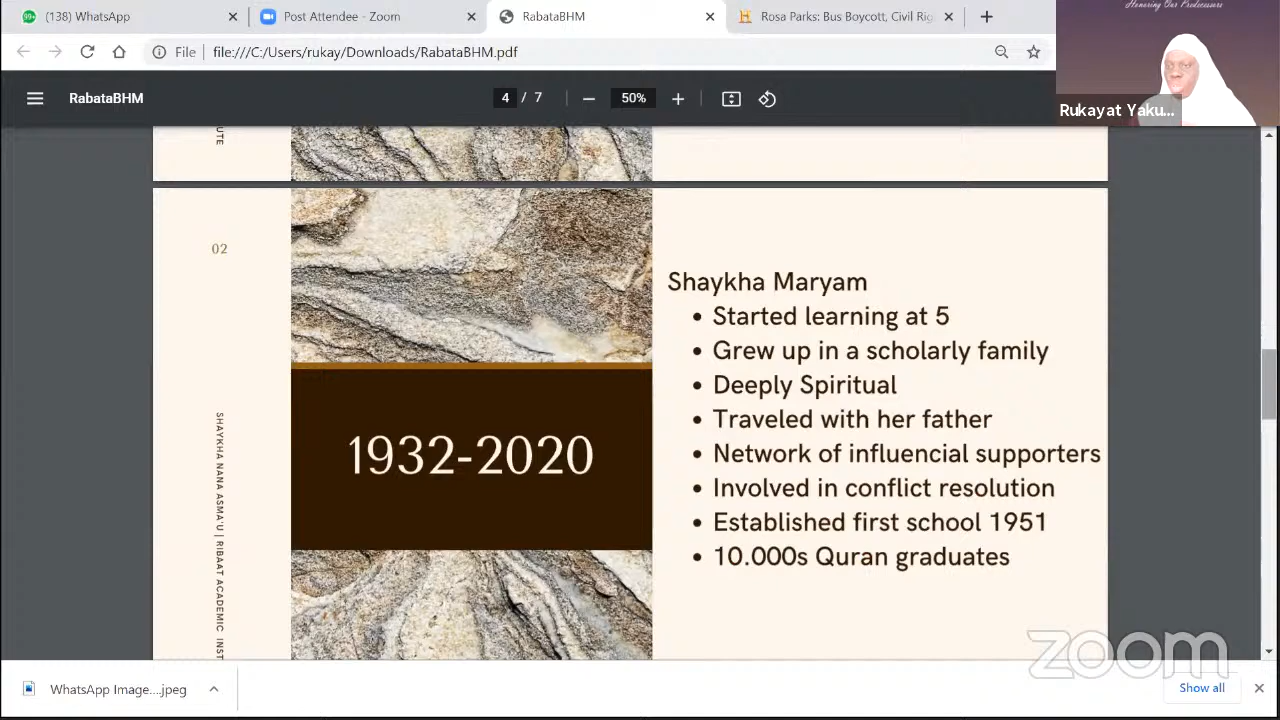 (138) WhatsApp
Post Attendee - Zoom
RabataBHM
Rosa Parks: Bus Boycott, Civil Rig
Honoring Our Predecessors
File
file:///C:/Users/rukay/Downloads/RabataBHM.pdf
RabataBHM
4 / 7
50%
Rukayat Yaku...
UTE
02
SHAYKHA NANA ASMA'U | RIBAAT ACADEMIC INST
1932-2020
Shaykha Maryam
• Started learning at 5
• Grew up in a scholarly family
• Deeply Spiritual
• Traveled with her father
• Network of influencial supporters
• Involved in conflict resolution
• Established first school 1951
• 10.000s Quran graduates
zoom
WhatsApp Image....jpeg
Show all